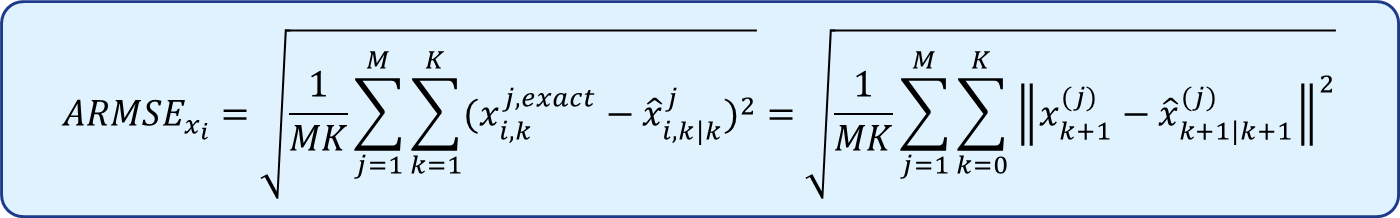 $ARMSE_{x_i} = \sqrt{\frac{1}{MK}\sum_{j=1}^{M}\sum_{k=1}^{K}(x_{i,k}^{j,exact} - \hat{x}_{i,k|k}^{j})^2} = \sqrt{\frac{1}{MK}\sum_{j=1}^{M}\sum_{k=0}^{K}\left\|x_{k+1}^{(j)} - \hat{x}_{k+1|k+1}^{(j)}\right\|^2}$